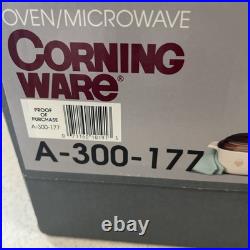 OVEN/MICROWAVE
CORNING
WARE®
PROOF
OF
PURCHASE
A-300-177
A-300-177